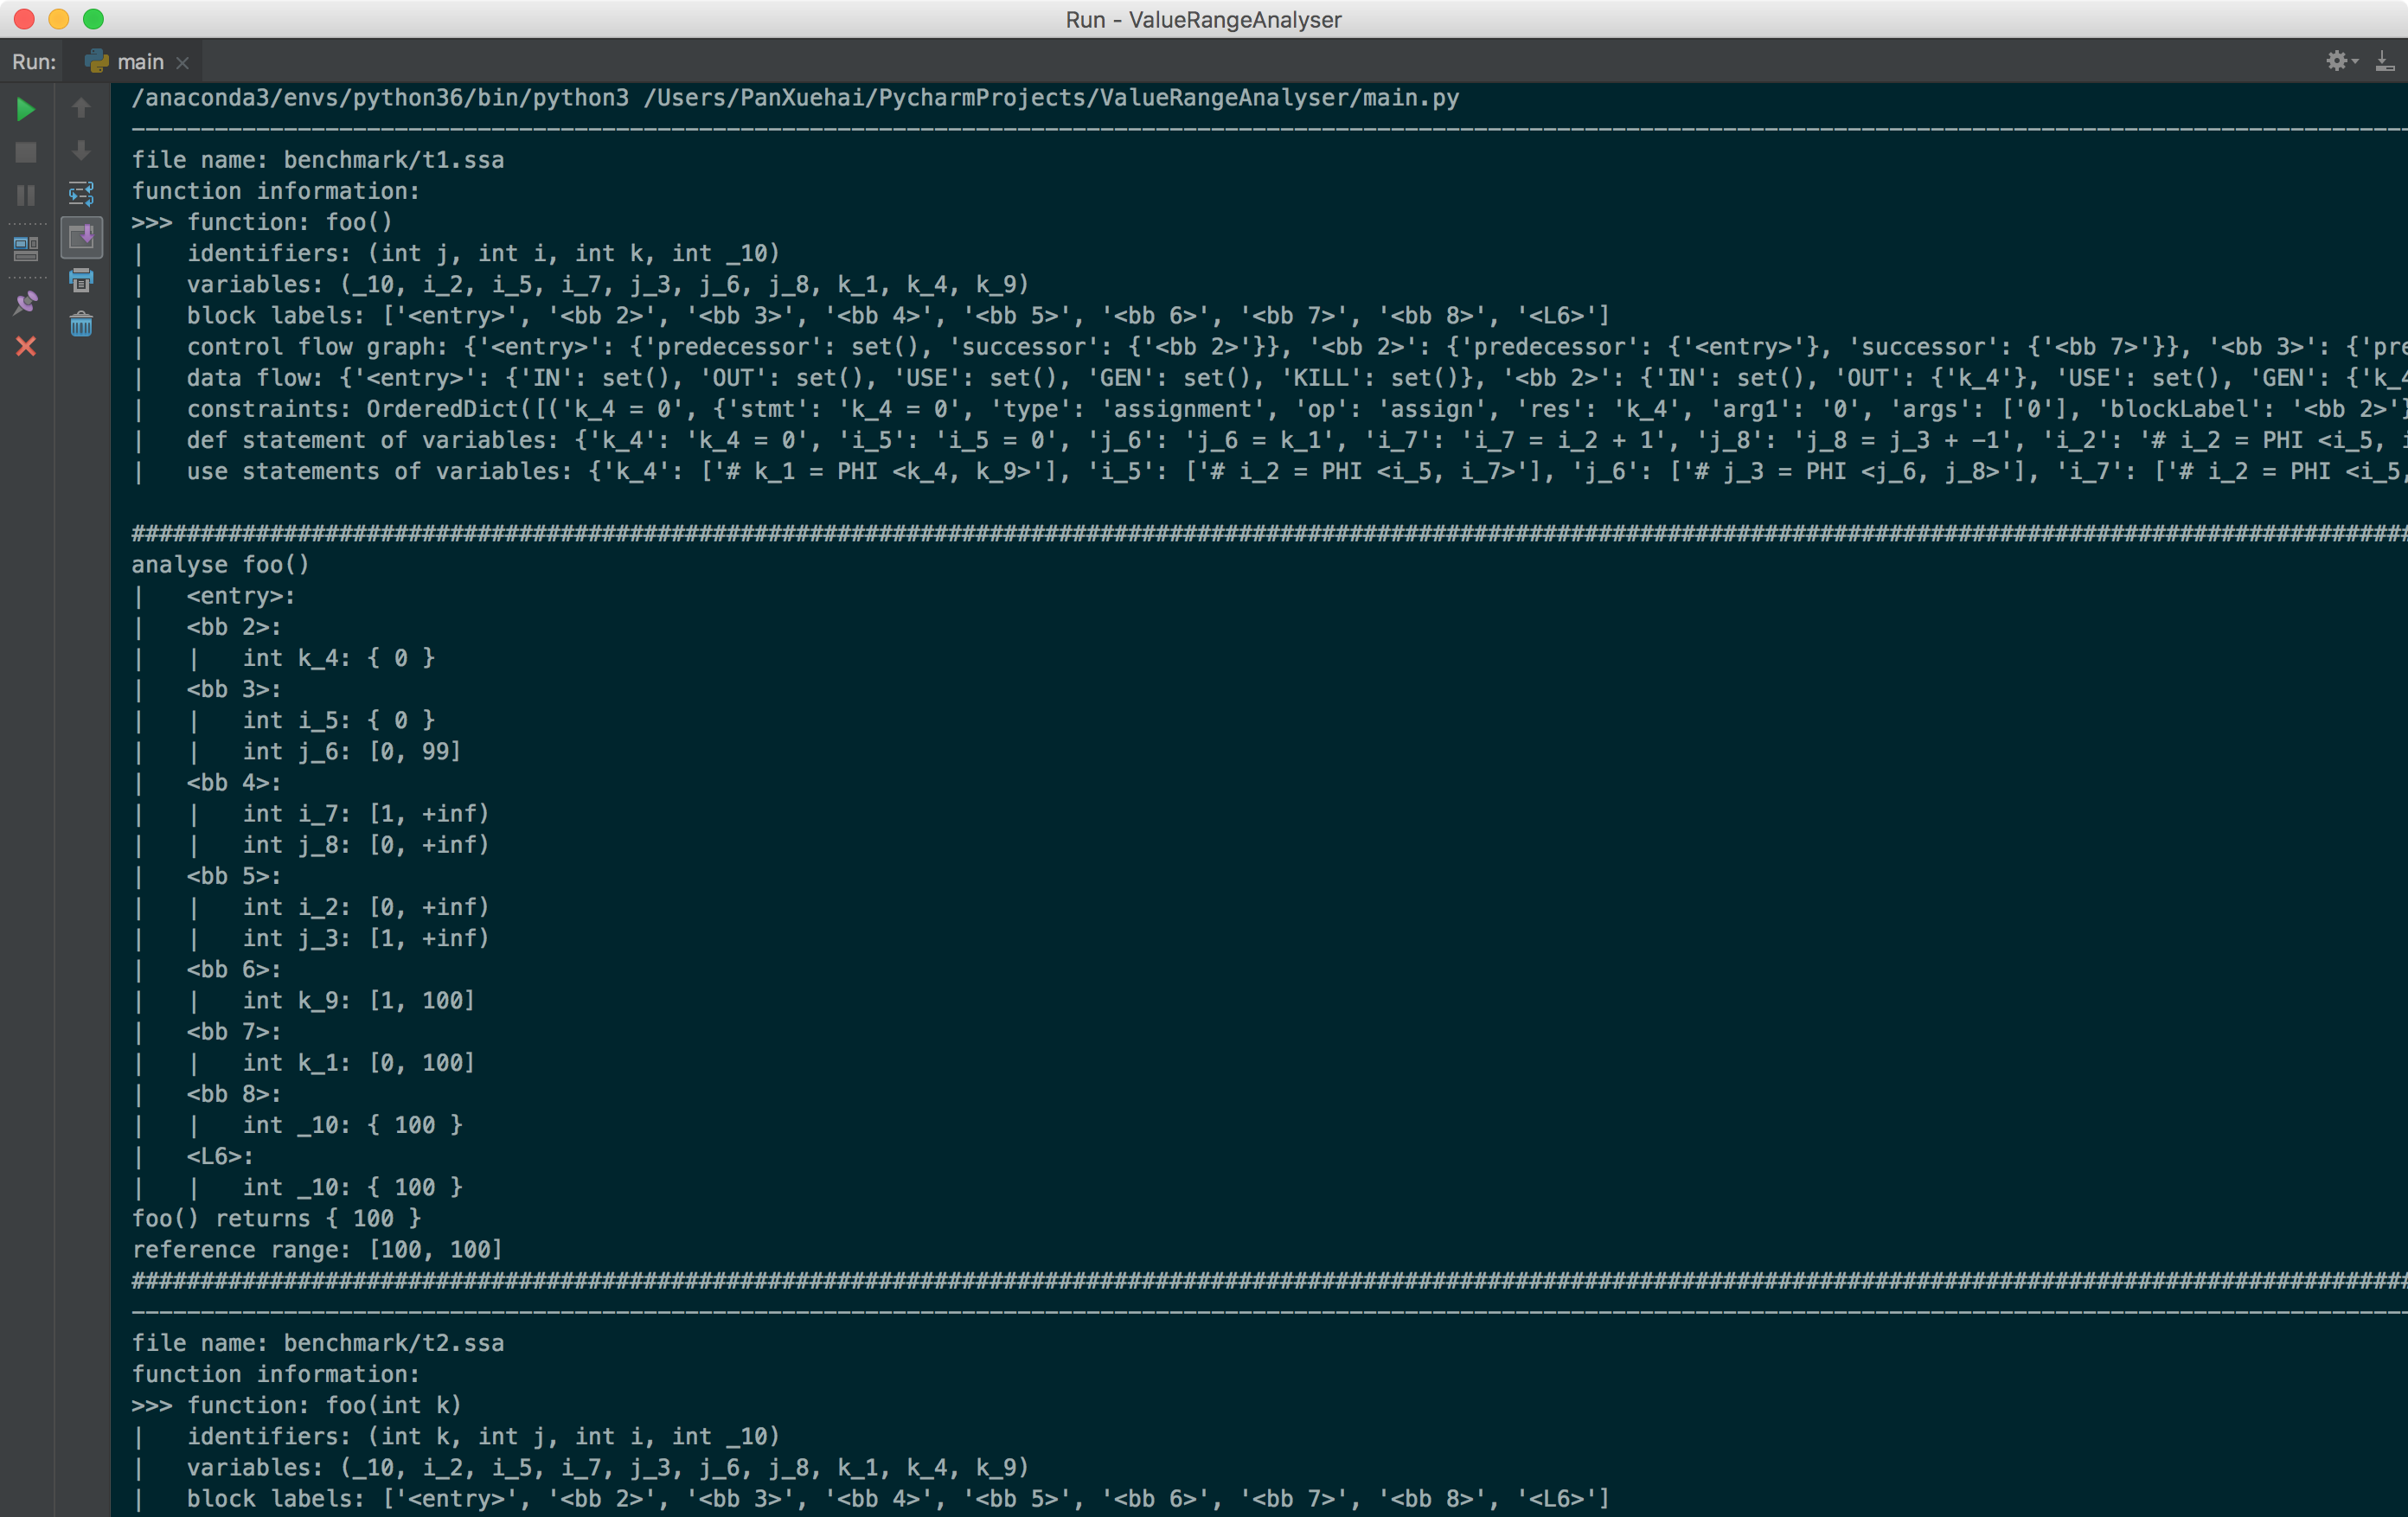 Run - ValueRangeAnalyser
Run: main
/anaconda3/envs/python36/bin/python3 /Users/PanXuehai/PycharmProjects/ValueRangeAnalyser/main.py
file name: benchmark/t1.ssa
function information:
>>> function: foo()
|   identifiers: (int j, int i, int k, int _10)
|   variables: (_10, i_2, i_5, i_7, j_3, j_6, j_8, k_1, k_4, k_9)
|   block labels: ['<entry>', '<bb 2>', '<bb 3>', '<bb 4>', '<bb 5>', '<bb 6>', '<bb 7>', '<bb 8>', '<L6>']
|   control flow graph: {'<entry>': {'predecessor': set(), 'successor': {'<bb 2>'}}, '<bb 2>': {'predecessor': {'<entry>'}, 'successor': {'<bb 7>'}}, '<bb 3>': {'pre
|   data flow: {'<entry>': {'IN': set(), 'OUT': set(), 'USE': set(), 'GEN': set(), 'KILL': set()}, '<bb 2>': {'IN': set(), 'OUT': {'k_4'}, 'USE': set(), 'GEN': {'k_4
|   constraints: OrderedDict([('k_4 = 0', {'stmt': 'k_4 = 0', 'type': 'assignment', 'op': 'assign', 'res': 'k_4', 'arg1': '0', 'args': ['0'], 'blockLabel': '<bb 2>'}
|   def statement of variables: {'k_4': 'k_4 = 0', 'i_5': 'i_5 = 0', 'j_6': 'j_6 = k_1', 'i_7': 'i_7 = i_2 + 1', 'j_8': 'j_8 = j_3 + -1', 'i_2': '# i_2 = PHI <i_5, i
|   use statements of variables: {'k_4': ['# k_1 = PHI <k_4, k_9>'], 'i_5': ['# i_2 = PHI <i_5, i_7>'], 'j_6': ['# j_3 = PHI <j_6, j_8>'], 'i_7': ['# i_2 = PHI <i_5,
analyse foo()
|   <entry>:
|   <bb 2>:
|   |   int k_4: { 0 }
|   <bb 3>:
|   |   int i_5: { 0 }
|   |   int j_6: [0, 99]
|   <bb 4>:
|   |   int i_7: [1, +inf)
|   |   int j_8: [0, +inf)
|   <bb 5>:
|   |   int i_2: [0, +inf)
|   |   int j_3: [1, +inf)
|   <bb 6>:
|   |   int k_9: [1, 100]
|   <bb 7>:
|   |   int k_1: [0, 100]
|   <bb 8>:
|   |   int _10: { 100 }
|   <L6>:
|   |   int _10: { 100 }
foo() returns { 100 }
reference range: [100, 100]
file name: benchmark/t2.ssa
function information:
>>> function: foo(int k)
|   identifiers: (int k, int j, int i, int _10)
|   variables: (_10, i_2, i_5, i_7, j_3, j_6, j_8, k_1, k_4, k_9)
|   block labels: ['<entry>', '<bb 2>', '<bb 3>', '<bb 4>', '<bb 5>', '<bb 6>', '<bb 7>', '<bb 8>', '<L6>']